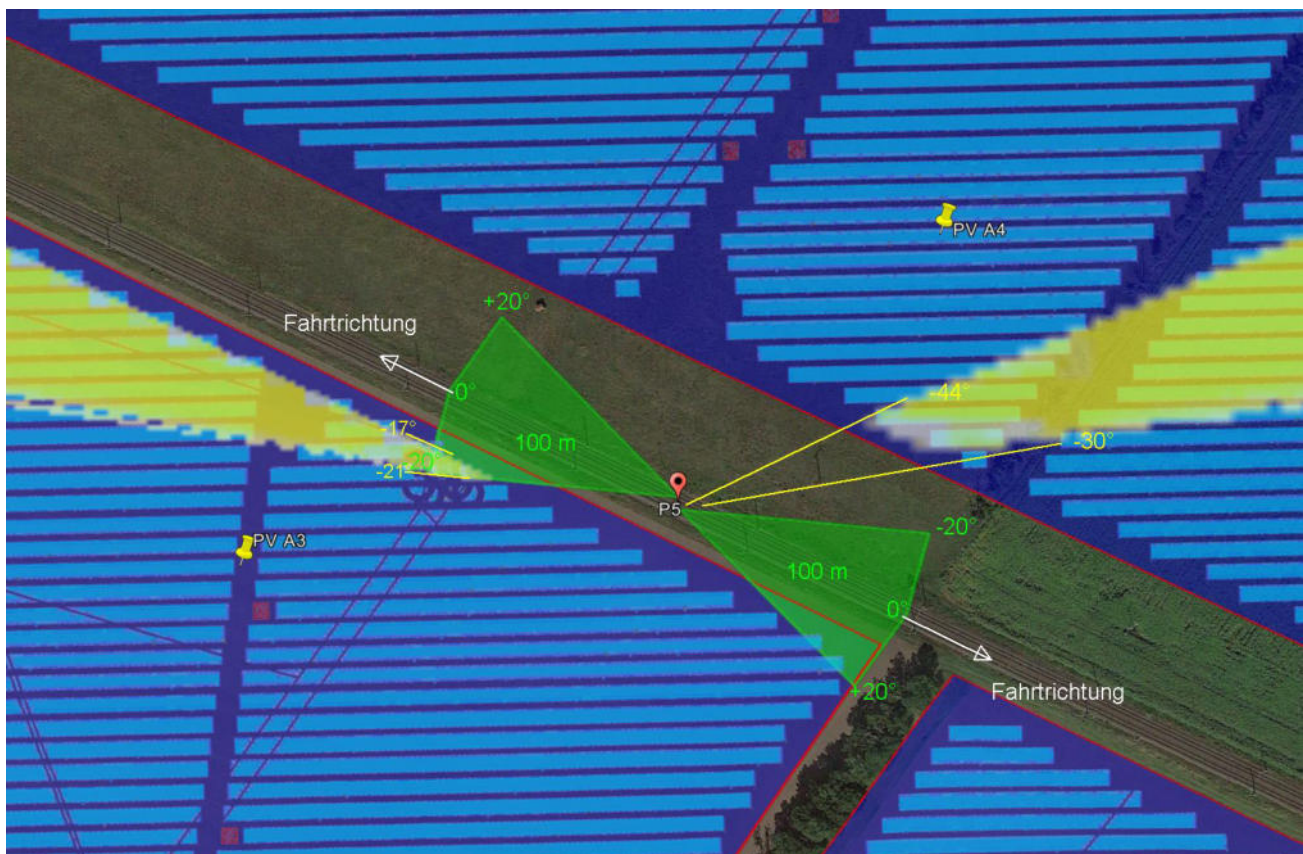 PV A4
+20°
Fahrtrichtung
0°
-44°
-17°
-30°
100 m
20°
-21°
P5
-20°
PV A3
100 m
0°
+20°
Fahrtrichtung